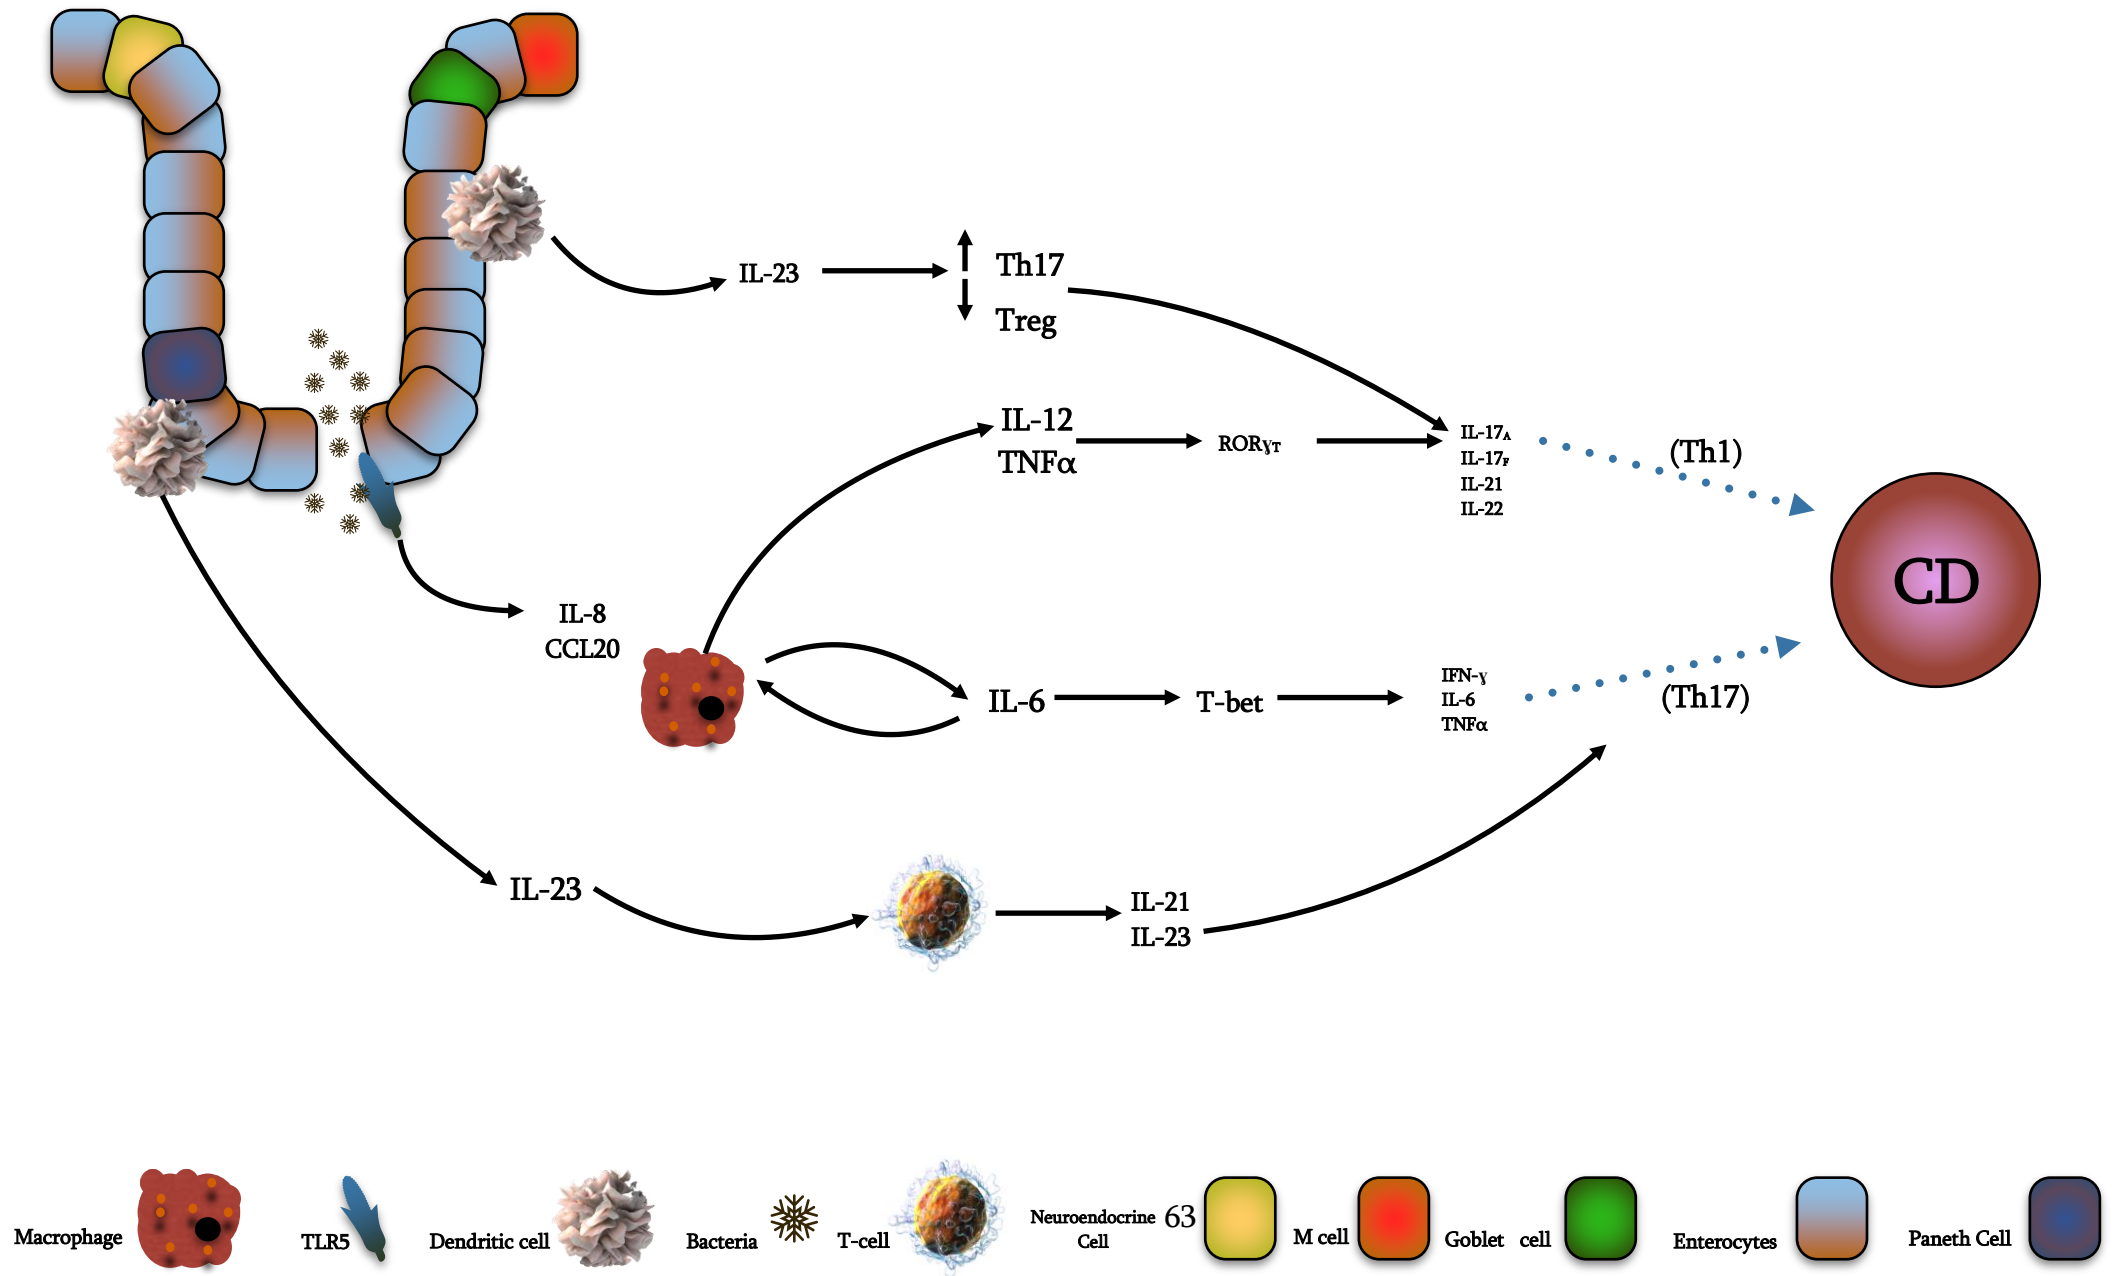 IL-23
Th17
Treg
IL-12
TNFα
RORɣT
IL-17A
IL-17F
IL-21
IL-22
(Th1)
CD
IL-8
CCL20
IL-6
T-bet
IFN-ɣ
IL-6
TNFα
(Th17)
IL-23
IL-21
IL-23
Macrophage
TLR5
Dendritic cell
Bacteria
T-cell
Neuroendocrine
Cell
63
M cell
Goblet cell
Enterocytes
Paneth Cell